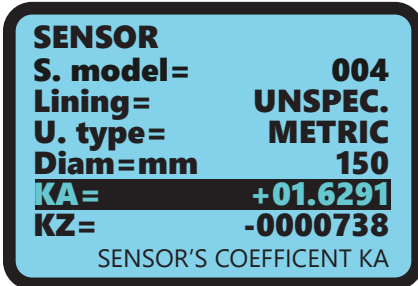 SENSOR
S. model= 004
Lining= UNSPEC.
U. type= METRIC
Diam=mm 150
KA= +01.6291
KZ= -0000738
SENSOR'S COEFFICENT KA